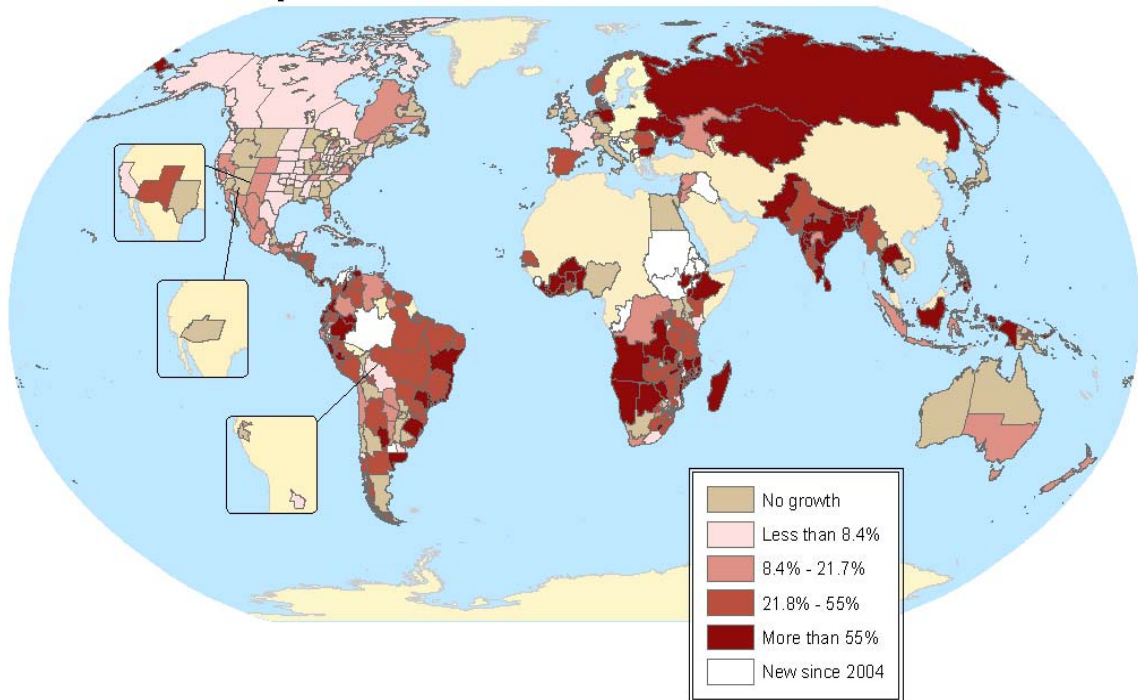 No growth
Less than 8.4%
8.4% - 21.7%
21.8% - 55%
More than 55%
New since 2004